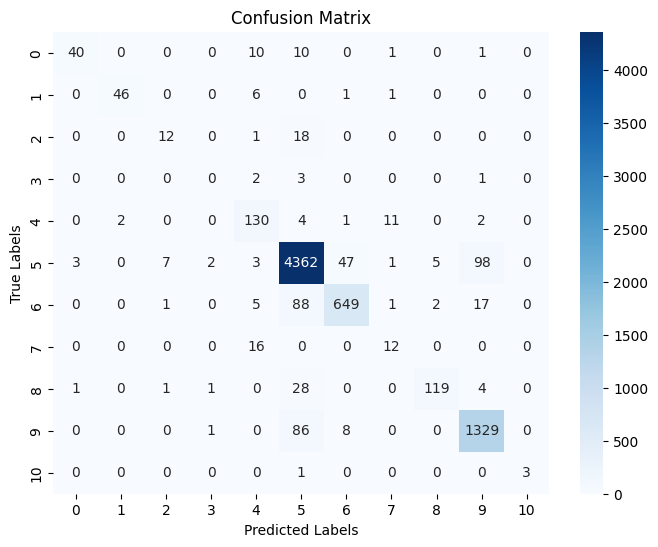 Confusion Matrix
0 40 0 0 0 10 10 0 1 0 1 0
1 0 46 0 0 6 0 1 1 0 0 0
2 0 0 12 0 1 18 0 0 0 0 0
3 0 0 0 0 2 3 0 0 0 1 0
4 0 2 0 0 130 4 1 11 0 2 0
5 3 0 7 2 3 4362 47 1 5 98 0
6 0 0 1 0 5 88 649 1 2 17 0
7 0 0 0 0 16 0 0 12 0 0 0
8 1 0 1 1 0 28 0 0 119 4 0
9 0 0 0 1 0 86 8 0 0 1329 0
10 0 0 0 0 0 1 0 0 0 0 3
0 1 2 3 4 5 6 7 8 9 10
Predicted Labels
True Labels
4000
3500
3000
2500
2000
1500
1000
500
0